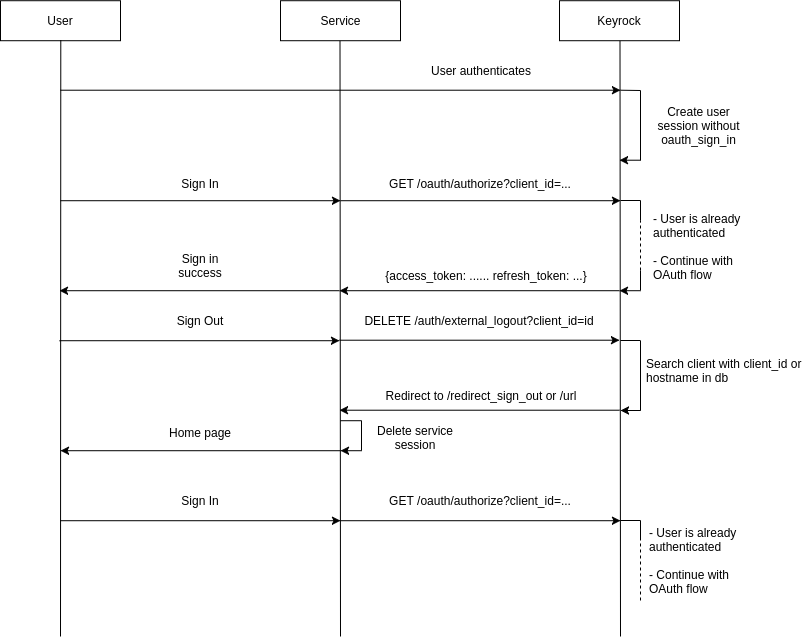 User
Service
Keyrock
User authenticates
Create user
session without
oauth_sign_in
Sign In
GET /oauth/authorize?client_id=...
- User is already
authenticated
- Continue with
OAuth flow
Sign in
success
{access_token: ...... refresh_token: ...}
Sign Out
DELETE /auth/external_logout?client_id=id
Search client with client_id or
hostname in db
Redirect to /redirect_sign_out or /url
Delete service
session
Home page
Sign In
GET /oauth/authorize?client_id=...
- User is already
authenticated
- Continue with
OAuth flow